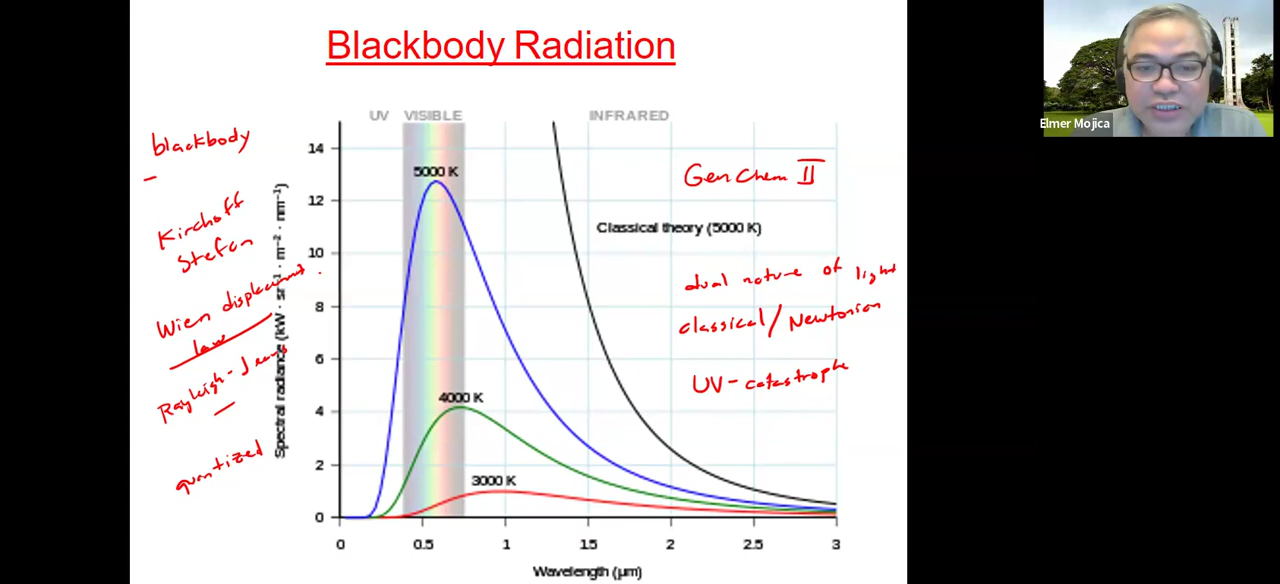 Blackbody Radiation
Elmer Mojica
UV VISIBLE INFRARED
blackbody
Kirchoff
Stefan
Wien displacement
law
Rayleigh-Jeans
quantized
Gen Chem II
dual nature of light
classical/Newtonian
UV-catastrophe
5000 K
4000 K
3000 K
Classical theory (5000 K)
Spectral radiance (kW · sr⁻¹ · m⁻² · nm⁻¹)
14
12
10
8
6
4
2
0
0 0.5 1 1.5 2 2.5 3
Wavelength (μm)